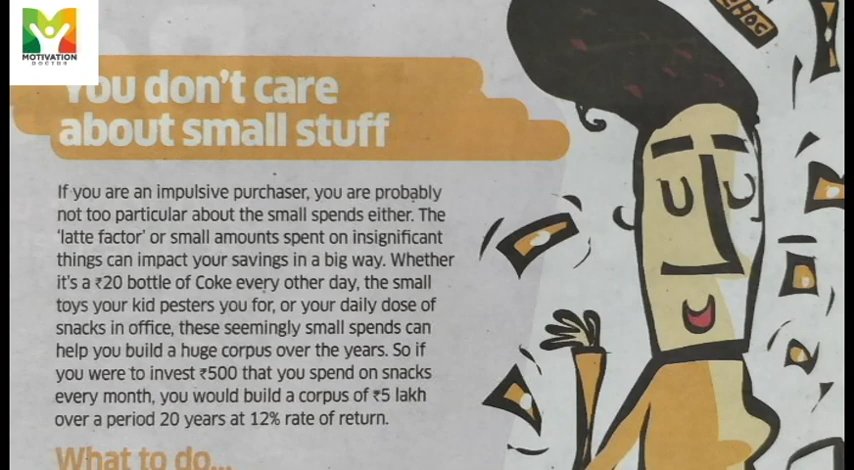 MOTIVATION
DOCTOR
CHOC
You don't care
about small stuff
If you are an impulsive purchaser, you are probably
not too particular about the small spends either. The
'latte factor' or small amounts spent on insignificant
things can impact your savings in a big way. Whether
it's a ₹20 bottle of Coke every other day, the small
toys your kid pesters you for, or your daily dose of
snacks in office, these seemingly small spends can
help you build a huge corpus over the years. So if
you were to invest ₹500 that you spend on snacks
every month, you would build a corpus of ₹5 lakh
over a period 20 years at 12% rate of return.
What to do...